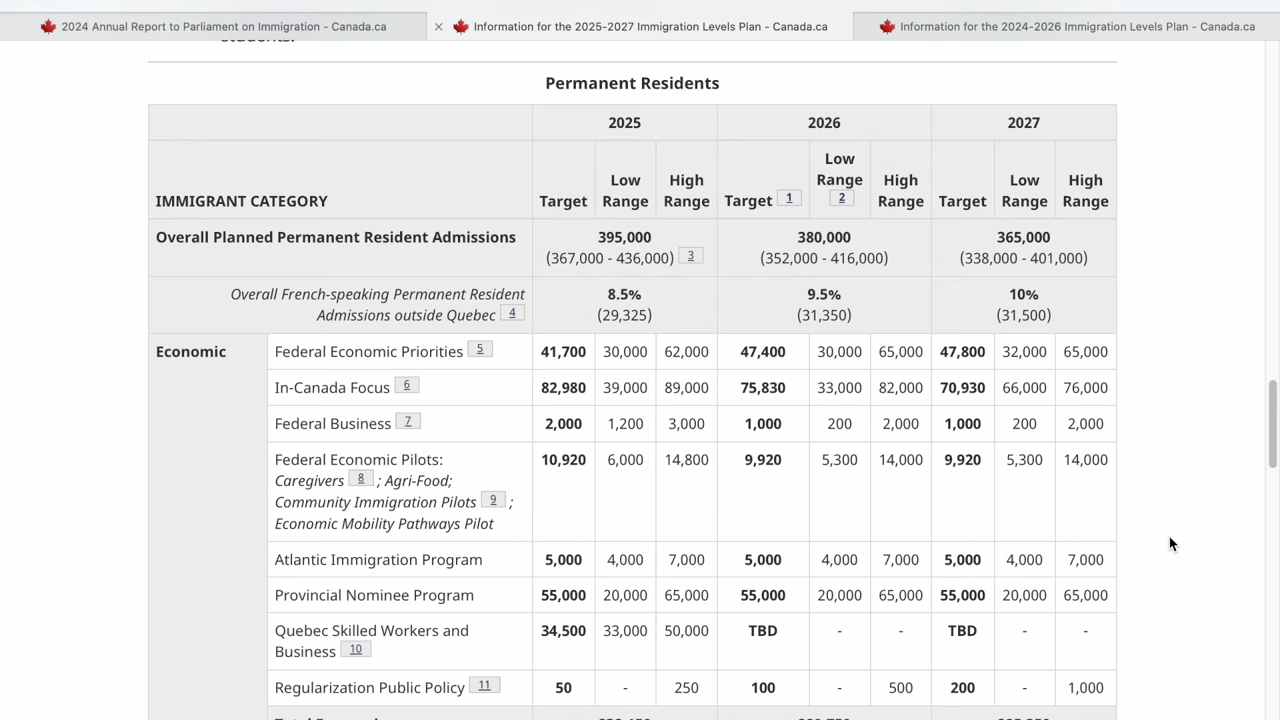 2024 Annual Report to Parliament on Immigration - Canada.ca
Information for the 2025-2027 Immigration Levels Plan - Canada.ca
Information for the 2024-2026 Immigration Levels Plan - Canada.ca
students.
Permanent Residents
2025 2026 2027
IMMIGRANT CATEGORY Target Low Range High Range Target 1 Low Range 2 High Range Target Low Range High Range
Overall Planned Permanent Resident Admissions 395,000 380,000 365,000
(367,000 - 436,000) 3 (352,000 - 416,000) (338,000 - 401,000)
Overall French-speaking Permanent Resident 8.5% 9.5% 10%
Admissions outside Quebec 4 (29,325) (31,350) (31,500)
Economic Federal Economic Priorities 5 41,700 30,000 62,000 47,400 30,000 65,000 47,800 32,000 65,000
In-Canada Focus 6 82,980 39,000 89,000 75,830 33,000 82,000 70,930 66,000 76,000
Federal Business 7 2,000 1,200 3,000 1,000 200 2,000 1,000 200 2,000
Federal Economic Pilots: 10,920 6,000 14,800 9,920 5,300 14,000 9,920 5,300 14,000
Caregivers 8 ; Agri-Food;
Community Immigration Pilots 9 ;
Economic Mobility Pathways Pilot
Atlantic Immigration Program 5,000 4,000 7,000 5,000 4,000 7,000 5,000 4,000 7,000
Provincial Nominee Program 55,000 20,000 65,000 55,000 20,000 65,000 55,000 20,000 65,000
Quebec Skilled Workers and 34,500 33,000 50,000 TBD - - TBD - -
Business 10
Regularization Public Policy 11 50 - 250 100 - 500 200 - 1,000